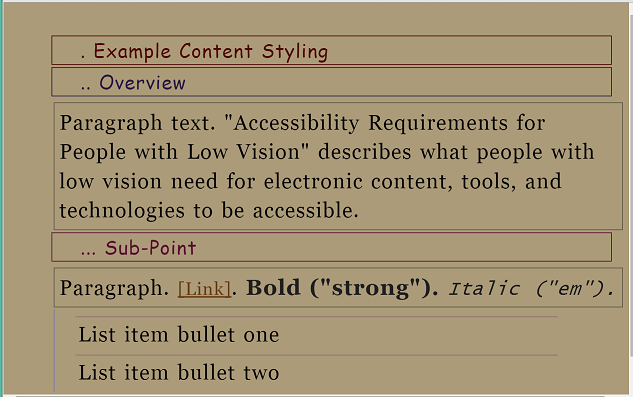 . Example Content Styling
.. Overview
Paragraph text. "Accessibility Requirements for
People with Low Vision" describes what people with
low vision need for electronic content, tools, and
technologies to be accessible.
... Sub-Point
Paragraph. [Link]. Bold ("strong"). Italic ("em").
List item bullet one
List item bullet two